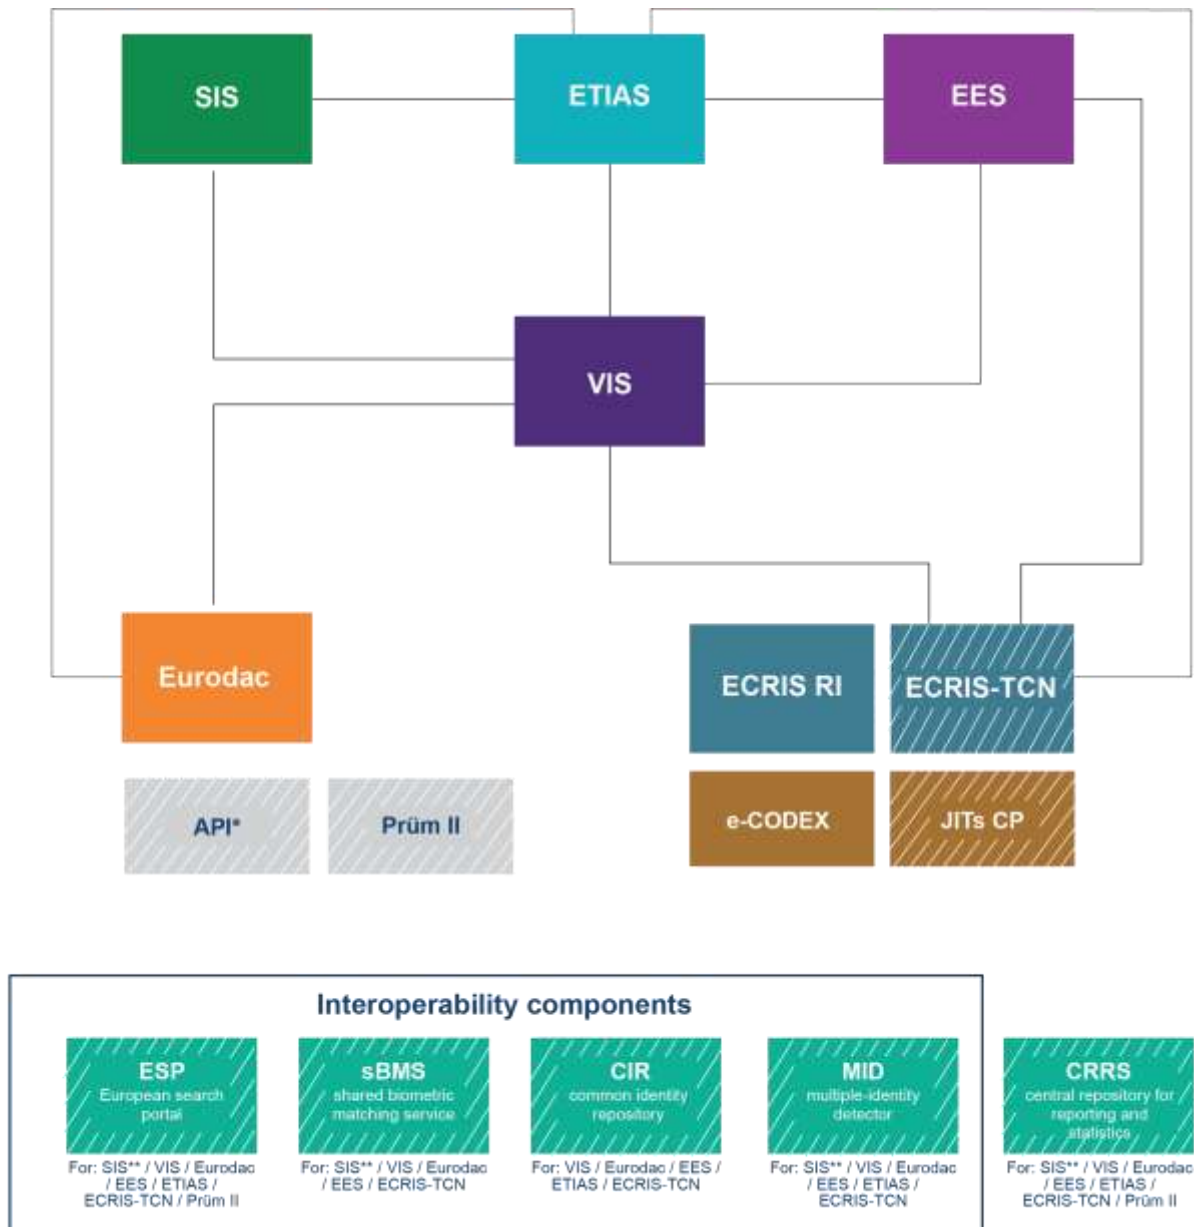 SIS
ETIAS
EES
VIS
Eurodac
ECRIS RI
ECRIS-TCN
API*
Prüm II
e-CODEX
JITs CP
Interoperability components
ESP
European search
portal
For: SIS** / VIS / Eurodac
/ EES / ETIAS /
ECRIS-TCN / Prüm II
sBMS
shared biometric
matching service
For: SIS** / VIS / Eurodac
/ EES / ECRIS-TCN
CIR
common identity
repository
For: VIS / Eurodac / EES /
ETIAS / ECRIS-TCN
MID
multiple-identity
detector
For: SIS** / VIS / Eurodac
/ EES / ETIAS /
ECRIS-TCN
CRRS
central repository for
reporting and
statistics
For: SIS** / VIS / Eurodac
/ EES / ETIAS /
ECRIS-TCN / Prüm II